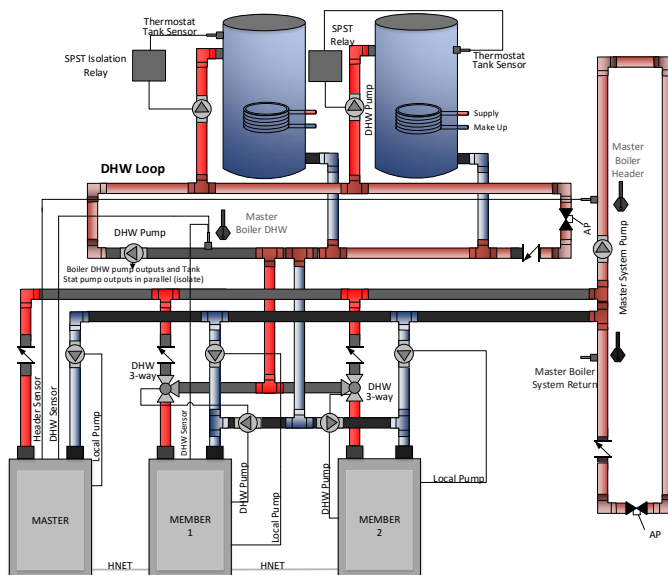 Thermostat
Tank Sensor
SPST Isolation
Relay
SPST
Relay
Thermostat
Tank Sensor
DHW Pump
Supply
Make Up
DHW Loop
Master
Boiler
Header
Master
Boiler DHW
DHW Pump
AP
Master System Pump
Boiler DHW pump outputs and Tank
Stat pump outputs in parallel (isolate)
Master Boiler
System Return
DHW
3-way
DHW
3-way
Header Sensor
DHW Sensor
Local Pump
DHW Sensor
DHW Pump
Local Pump
DHW Pump
Local Pump
MASTER
MEMBER
1
MEMBER
2
AP
HNET
HNET